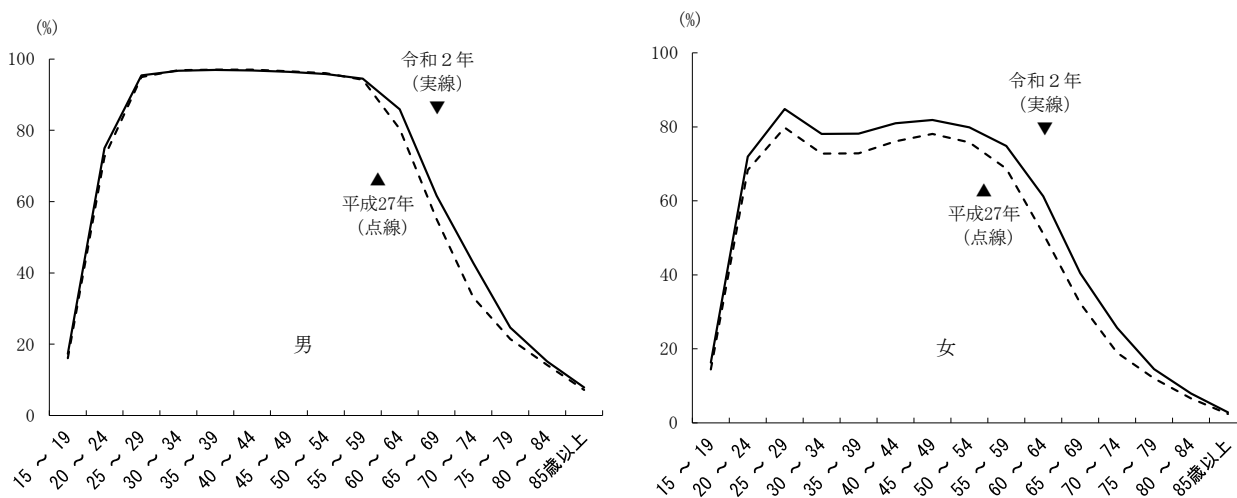 (%)
100
80
60
40
20
0
令和２年
（実線）
▼
▲
平成27年
（点線）
男
15 ～ 19
20 ～ 24
25 ～ 29
30 ～ 34
35 ～ 39
40 ～ 44
45 ～ 49
50 ～ 54
55 ～ 59
60 ～ 64
65 ～ 69
70 ～ 74
75 ～ 79
80 ～ 84
85歳以上
(%)
100
80
60
40
20
0
令和２年
（実線）
▼
▲
平成27年
（点線）
女
15 ～ 19
20 ～ 24
25 ～ 29
30 ～ 34
35 ～ 39
40 ～ 44
45 ～ 49
50 ～ 54
55 ～ 59
60 ～ 64
65 ～ 69
70 ～ 74
75 ～ 79
80 ～ 84
85歳以上